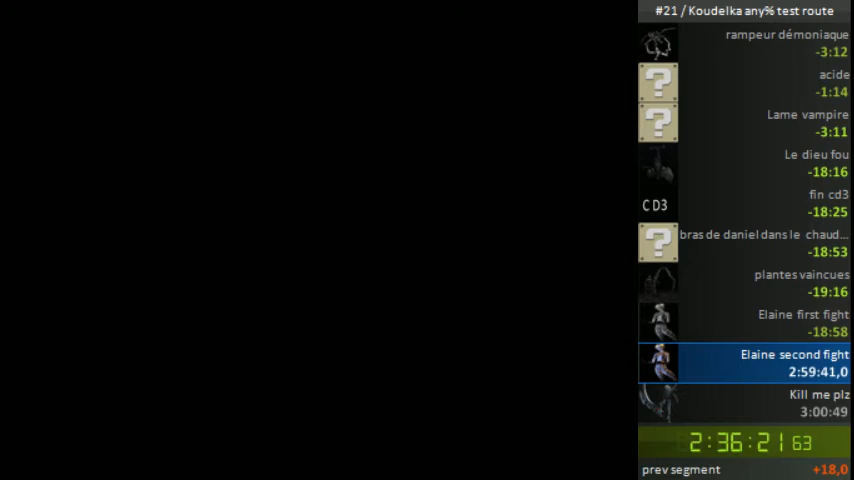 #21 / Koudelka any% test route
rampeur démoniaque
-3:12
acide
-1:14
Lame vampire
-3:11
Le dieu fou
-18:16
fin cd3
CD3
-18:25
bras de daniel dans le chaud...
-18:53
plantes vaincues
-19:16
Elaine first fight
-18:58
Elaine second fight
2:59:41,0
Kill me plz
3:00:49
2:36:21 63
prev segment +18,0